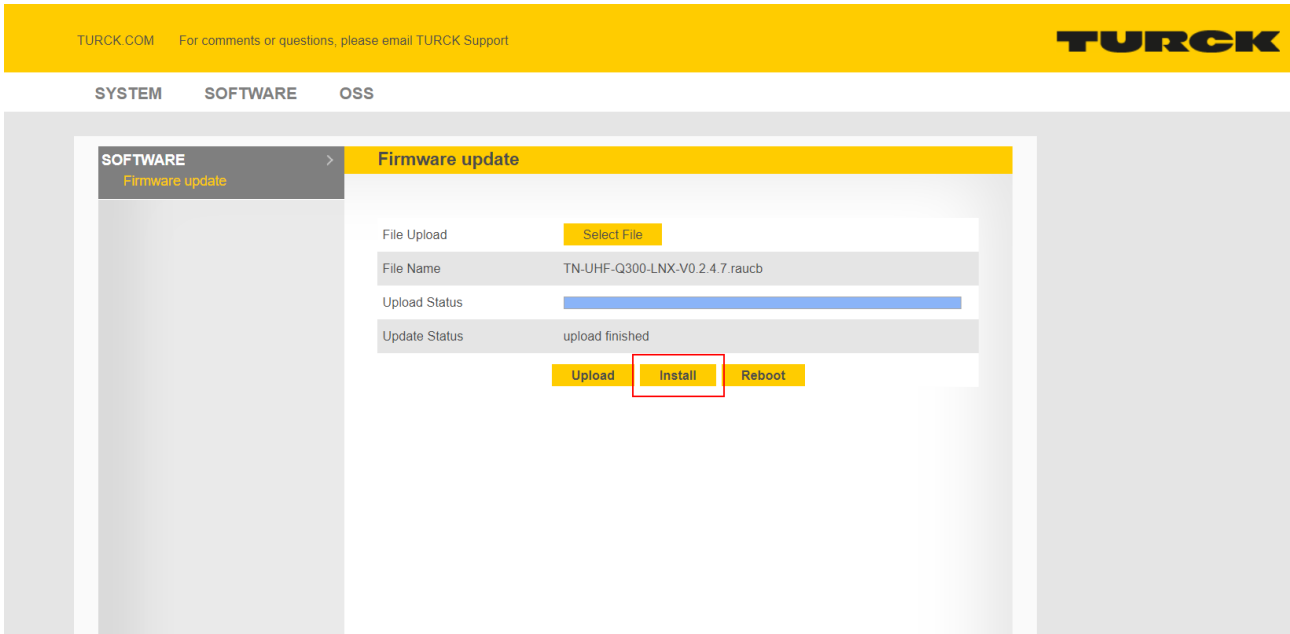 TURCK.COM For comments or questions, please email TURCK Support
TURCK
SYSTEM SOFTWARE OSS
SOFTWARE
Firmware update
Firmware update
File Upload Select File
File Name TN-UHF-Q300-LNX-V0.2.4.7.raucb
Upload Status
Update Status upload finished
Upload Install Reboot